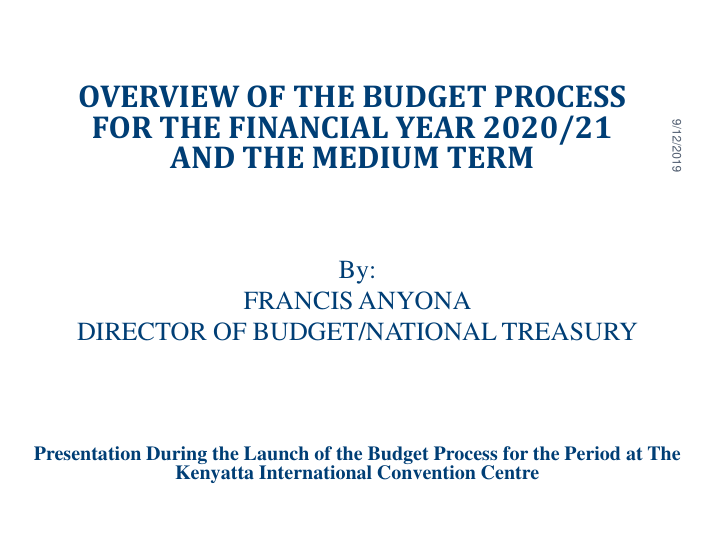 OVERVIEW OF THE BUDGET PROCESS
FOR THE FINANCIAL YEAR 2020/21
AND THE MEDIUM TERM
9/12/2019
By:
FRANCIS ANYONA
DIRECTOR OF BUDGET/NATIONAL TREASURY
Presentation During the Launch of the Budget Process for the Period at The
Kenyatta International Convention Centre